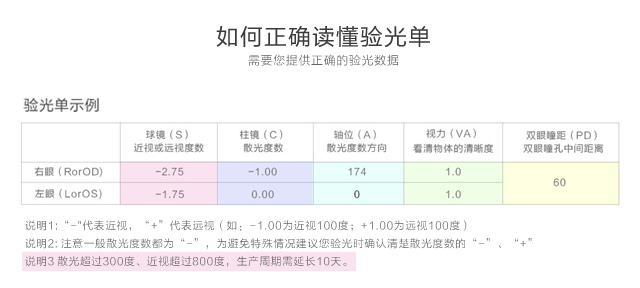 如何正确读懂验光单
需要您提供正确的验光数据
验光单示例
球镜（S）
近视或远视度数
柱镜（C）
散光度数
轴位（A）
散光度数方向
视力（VA）
看清物体的清晰度
双眼瞳距（PD）
双眼瞳孔中间距离
右眼（RorOD） -2.75 -1.00 174 1.0
左眼（LorOS） -1.75 0.00 0 1.0
60
说明1:“-”代表近视，“+”代表远视（如：-1.00为近视100度；+1.00为远视100度）
说明2: 注意一般散光度数都为“-”，为避免特殊情况建议您验光时确认清楚散光度数的“-”、“+”
说明3 散光超过300度、近视超过800度，生产周期需延长10天。